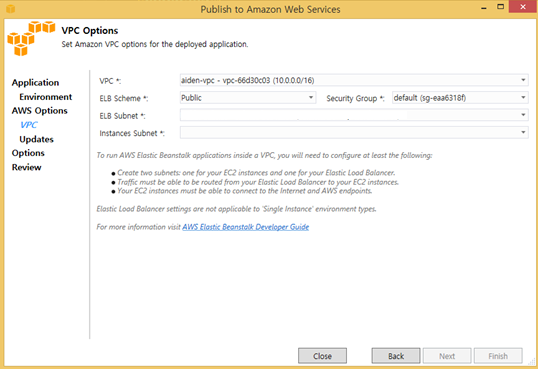 Publish to Amazon Web Services
VPC Options
Set Amazon VPC options for the deployed application.
Application
Environment
AWS Options
VPC
Updates
Options
Review
VPC *: aiden-vpc - vpc-66d30c03 (10.0.0.0/16)
ELB Scheme *: Public Security Group *: default (sg-eaa6318f)
ELB Subnet *:
Instances Subnet *:
To run AWS Elastic Beanstalk applications inside a VPC, you will need to configure at least the following:
● Create two subnets: one for your EC2 instances and one for your Elastic Load Balancer.
● Traffic must be able to be routed from your Elastic Load Balancer to your EC2 instances.
● Your EC2 instances must be able to connect to the Internet and AWS endpoints.
Elastic Load Balancer settings are not applicable to 'Single Instance' environment types.
For more information visit AWS Elastic Beanstalk Developer Guide
Close Back Next Finish